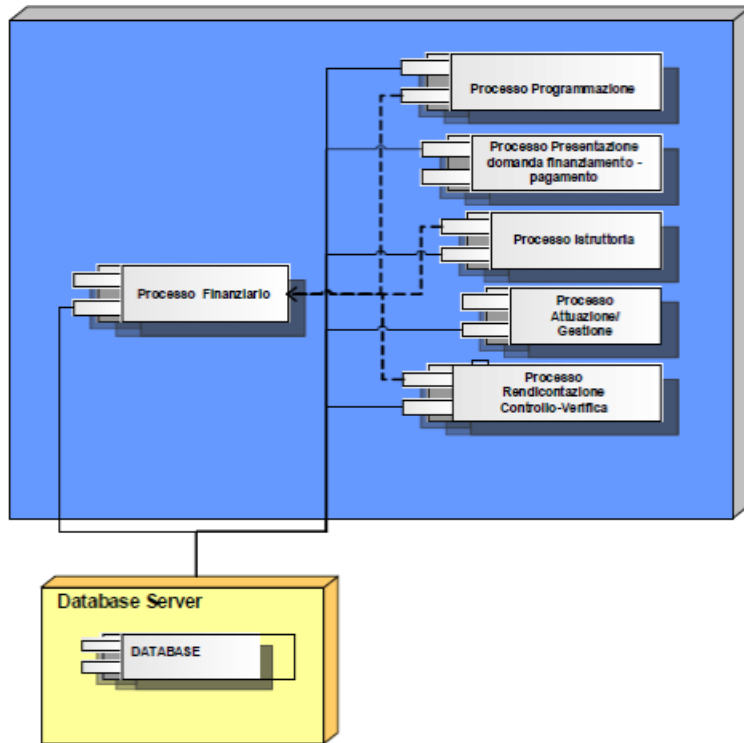 Processo Programmazione
Processo Presentazione
domanda finanziamento -
pagamento
Processo Istruttoria
Processo Finanziario
Processo
Attuazione/
Gestione
Processo
Rendicontazione
Controllo-Verifica
Database Server
DATABASE